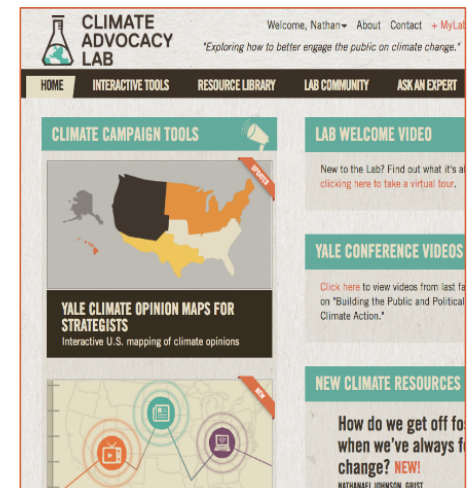 CLIMATE
ADVOCACY
LAB
Welcome, Nathan About Contact + MyLab
"Exploring how to better engage the public on climate change."
HOME INTERACTIVE TOOLS RESOURCE LIBRARY LAB COMMUNITY ASK AN EXPERT
CLIMATE CAMPAIGN TOOLS
UPDATED
YALE CLIMATE OPINION MAPS FOR
STRATEGISTS
Interactive U.S. mapping of climate opinions
NEW
LAB WELCOME VIDEO
New to the Lab? Find out what it's
clicking here to take a virtual tour.
YALE CONFERENCE VIDEOS
Click here to view videos from last
on "Building the Public and Political
Climate Action."
NEW CLIMATE RESOURCES
How do we get off
when we've always
change? NEW!
NATHANAEL JOHNSON, GRIST